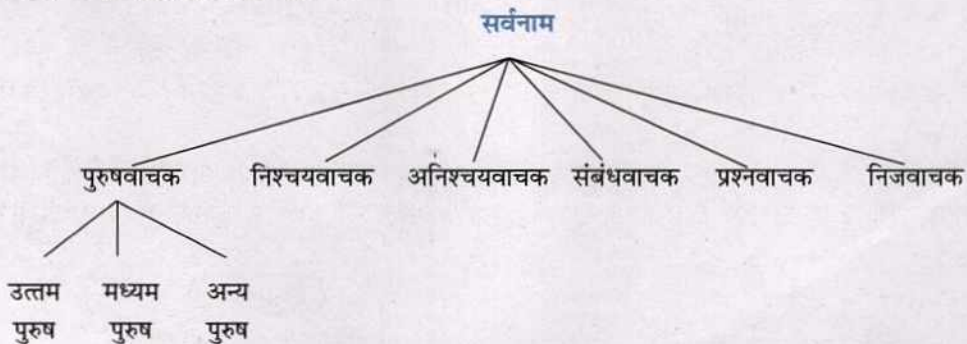 सर्वनाम
पुरुषवाचक निश्चयवाचक अनिश्चयवाचक संबंधवाचक प्रश्नवाचक निजवाचक
उत्तम मध्यम अन्य
पुरुष पुरुष पुरुष